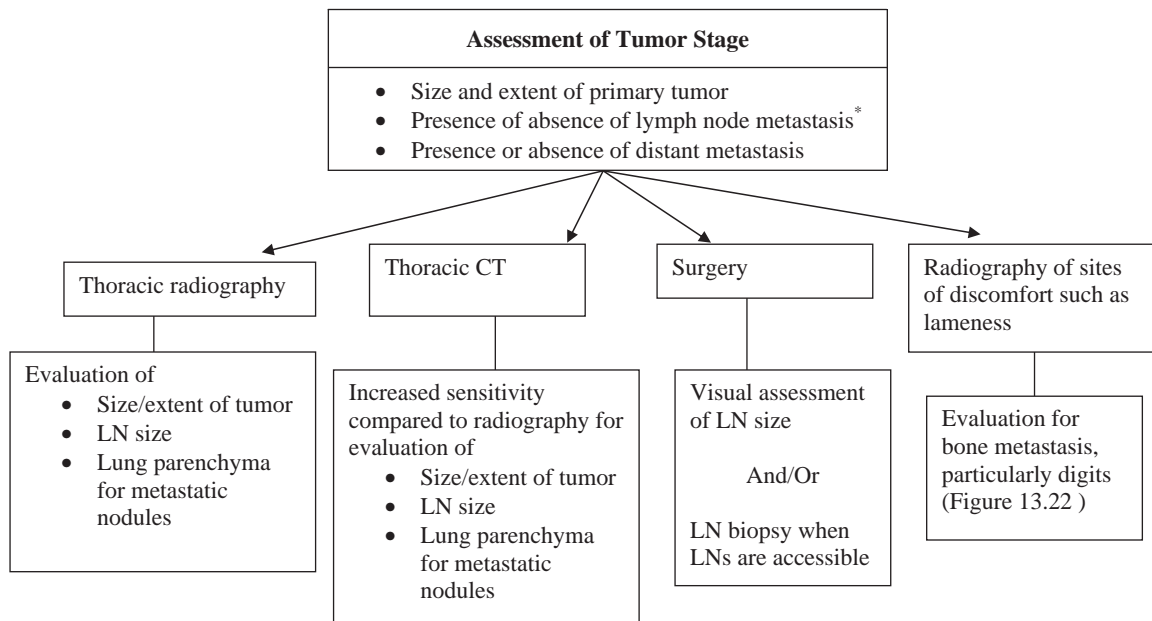 Assessment of Tumor Stage
• Size and extent of primary tumor
• Presence of absence of lymph node metastasis*
• Presence or absence of distant metastasis
Thoracic radiography
Evaluation of
• Size/extent of tumor
• LN size
• Lung parenchyma
for metastatic
nodules
Thoracic CT
Increased sensitivity
compared to radiography for
evaluation of
• Size/extent of tumor
• LN size
• Lung parenchyma
for metastatic
nodules
Surgery
Visual assessment
of LN size
And/Or
LN biopsy when
LNs are accessible
Radiography of sites
of discomfort such as
lameness
Evaluation for
bone metastasis,
particularly digits
(Figure 13.22 )